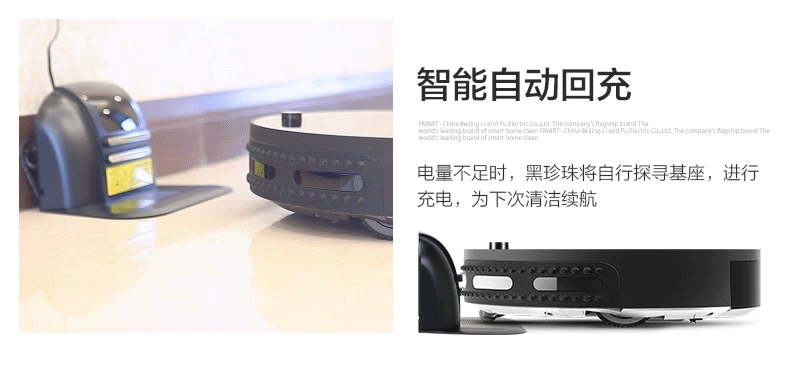 智能自动回充
FMART - China Beijing Li and Pu Electric Co.,Ltd. The company's flagship brand The
world's leading brand of smart home clean FMART - China Beijing Li and Pu Electric Co.,Ltd. The company's flagship brand The
world's leading brand of smart home clean
电量不足时，黑珍珠将自行探寻基座，进行
充电，为下次清洁续航